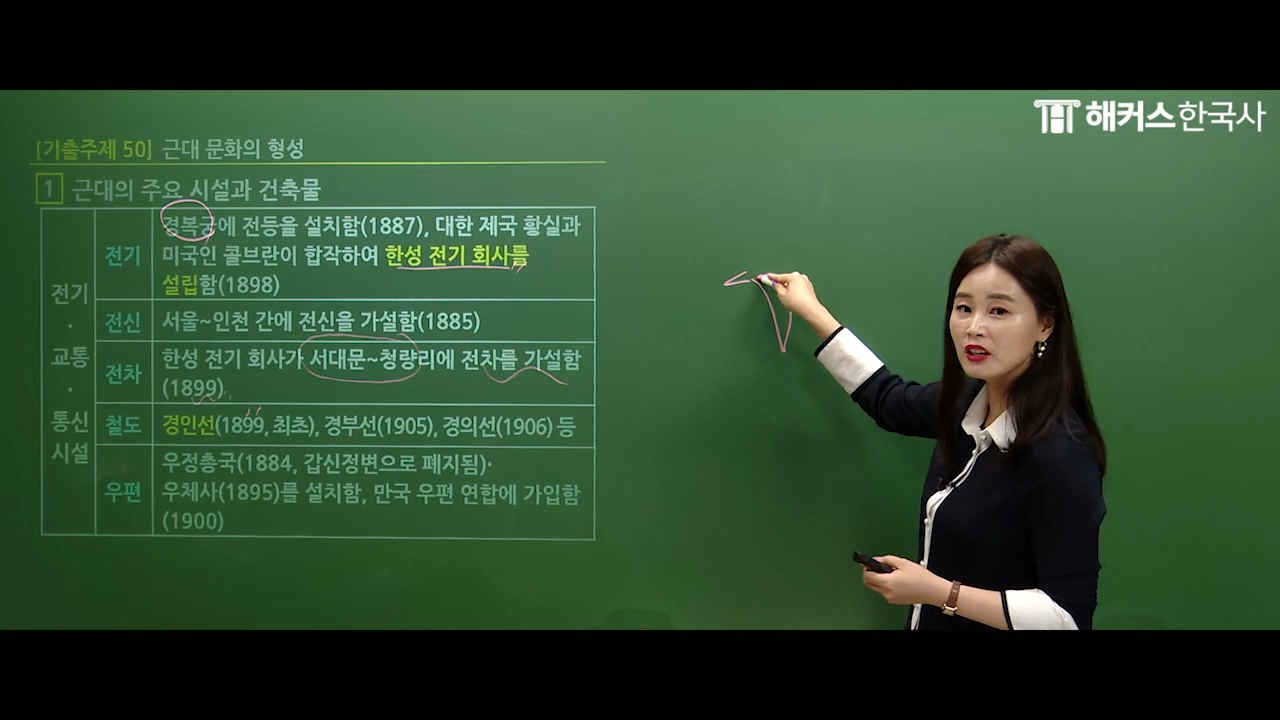 해커스한국사
[기출주제 50] 근대 문화의 형성
1 근대의 주요 시설과 건축물
전기
·
교통
·
통신
시설
전기
경복궁에 전등을 설치함(1887), 대한 제국 황실과
미국인 콜브란이 합작하여 한성 전기 회사를
설립함(1898)
전신
서울~인천 간에 전신을 가설함(1885)
전차
한성 전기 회사가 서대문~청량리에 전차를 가설함
(1899)
철도
경인선(1899, 최초), 경부선(1905), 경의선(1906) 등
우편
우정총국(1884, 갑신정변으로 폐지됨)·
우체사(1895)를 설치함, 만국 우편 연합에 가입함
(1900)